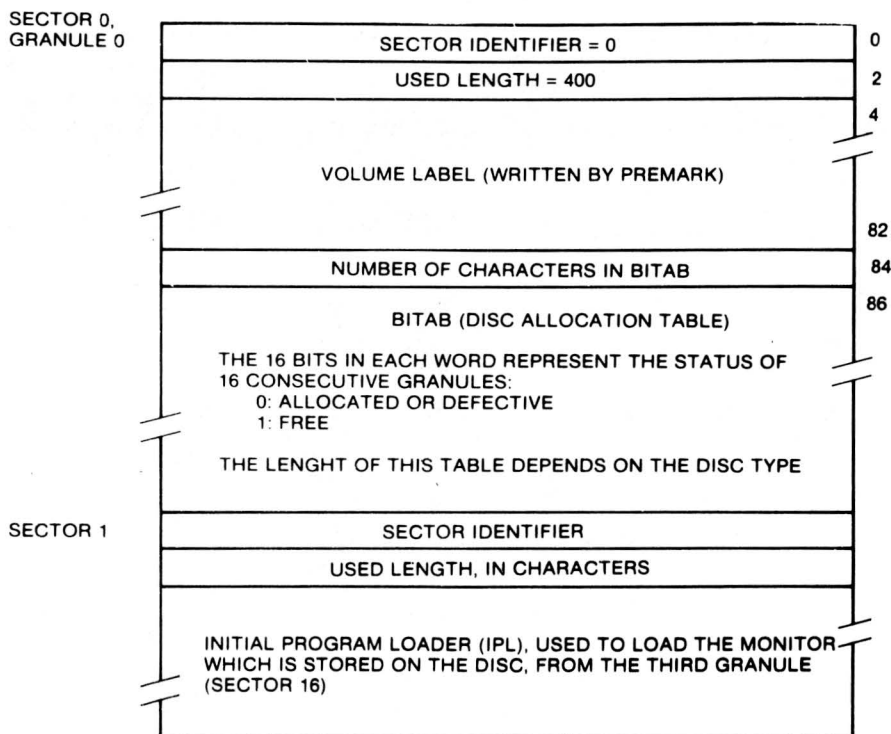 SECTOR 0,
GRANULE 0
SECTOR IDENTIFIER = 0
0
USED LENGTH = 400
2
4
VOLUME LABEL (WRITTEN BY PREMARK)
82
NUMBER OF CHARACTERS IN BITAB
84
86
BITAB (DISC ALLOCATION TABLE)
THE 16 BITS IN EACH WORD REPRESENT THE STATUS OF
16 CONSECUTIVE GRANULES:
0: ALLOCATED OR DEFECTIVE
1: FREE
THE LENGHT OF THIS TABLE DEPENDS ON THE DISC TYPE
SECTOR 1
SECTOR IDENTIFIER
USED LENGTH, IN CHARACTERS
INITIAL PROGRAM LOADER (IPL), USED TO LOAD THE MONITOR
WHICH IS STORED ON THE DISC, FROM THE THIRD GRANULE
(SECTOR 16)